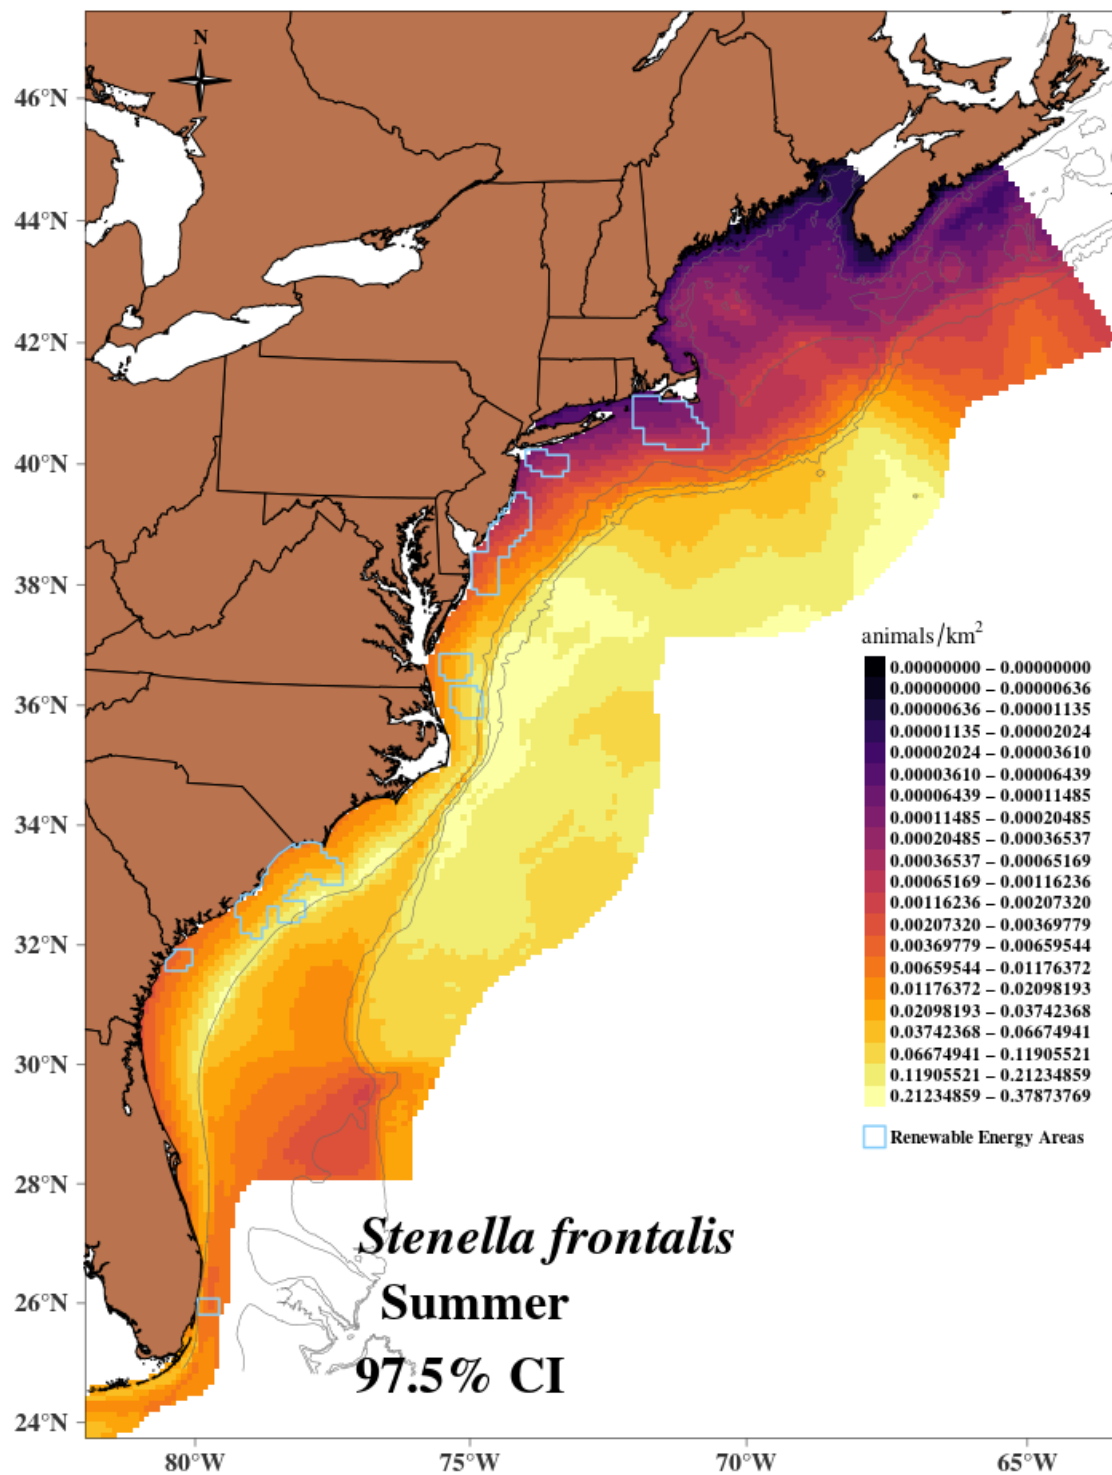 N
46°N
44°N
42°N
40°N
38°N
36°N
34°N
32°N
30°N
28°N
26°N
24°N
animals/km²
0.00000000 – 0.00000000
0.00000000 – 0.00000636
0.00000636 – 0.00001135
0.00001135 – 0.00002024
0.00002024 – 0.00003610
0.00003610 – 0.00006439
0.00006439 – 0.00011485
0.00011485 – 0.00020485
0.00020485 – 0.00036537
0.00036537 – 0.00065169
0.00065169 – 0.00116236
0.00116236 – 0.00207320
0.00207320 – 0.00369779
0.00369779 – 0.00659544
0.00659544 – 0.01176372
0.01176372 – 0.02098193
0.02098193 – 0.03742368
0.03742368 – 0.06674941
0.06674941 – 0.11905521
0.11905521 – 0.21234859
0.21234859 – 0.37873769
Renewable Energy Areas
Stenella frontalis
Summer
97.5% CI
80°W
75°W
70°W
65°W